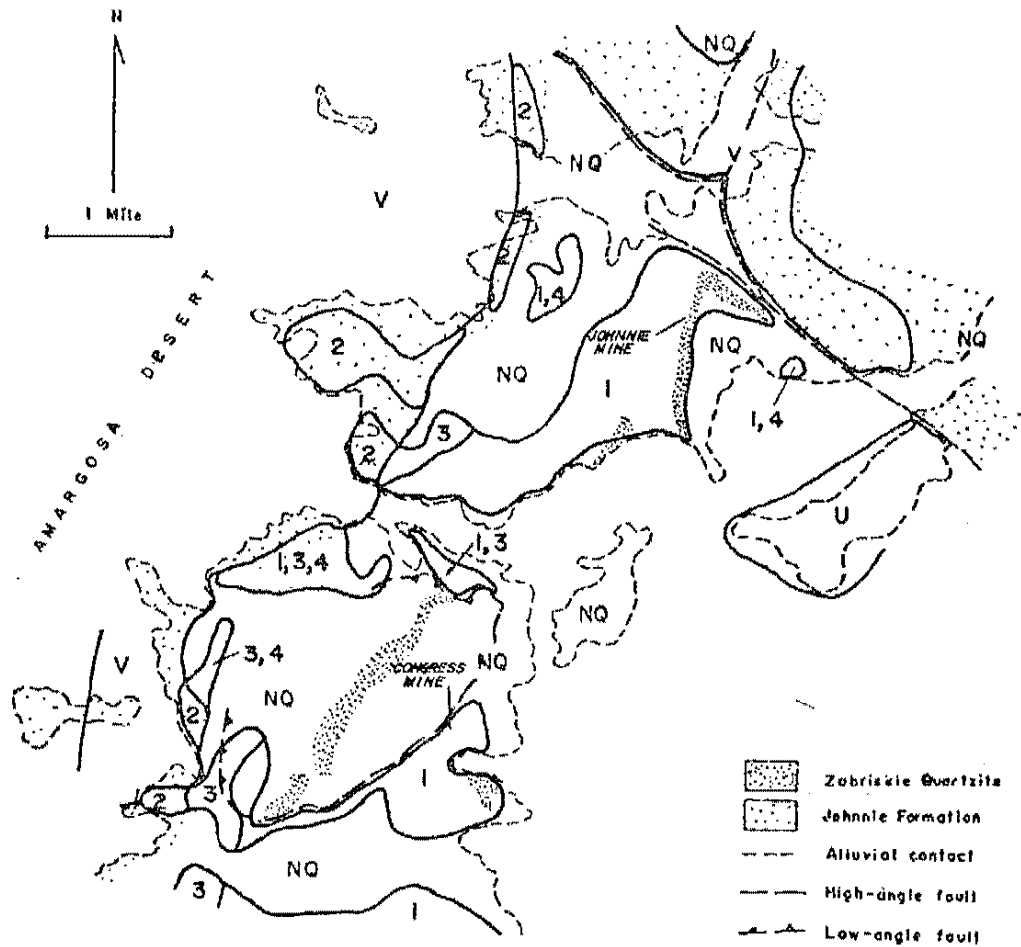 N
NQ
2
NQ
V
V
1 Mile
2
1,4
JOHNNIE
MINE
NQ
NQ
2
NQ
1
1,4
3
2
AMARGOSA DESERT
U
1,3
1,3,4
NQ
3,4
V
NQ
NQ
CONGRESS
MINE
2
1
2
3
Zabriskie Quartzite
Johnnie Formation
NQ
Alluvial contact
3
1
High-angle fault
Low-angle fault